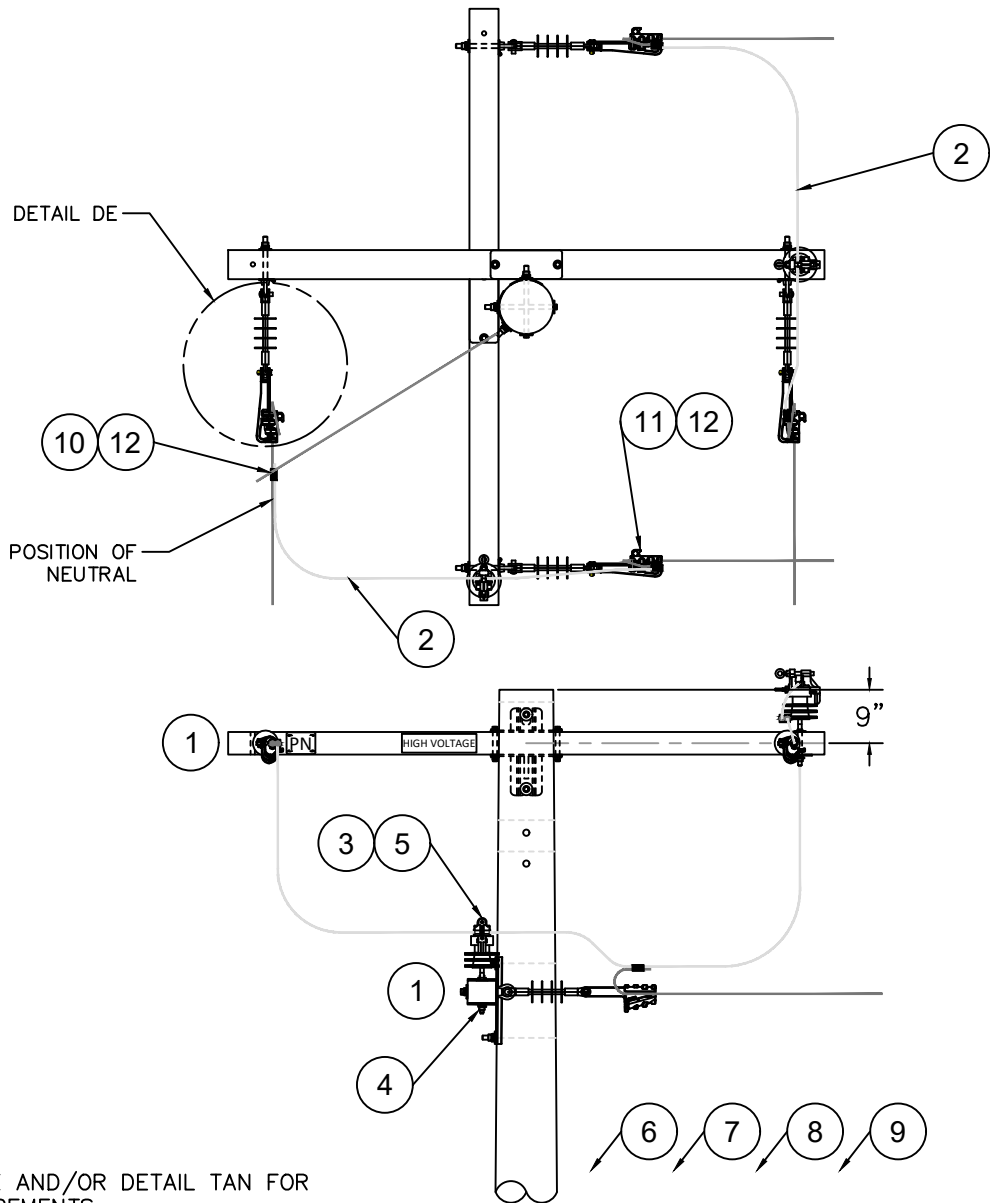 2
DETAIL DE
10 12
11 12
POSITION OF
NEUTRAL
2
9"
1
PN
HIGH VOLTAGE
3 5
1
4
6 7 8 9
AND/OR DETAIL TAN FOR